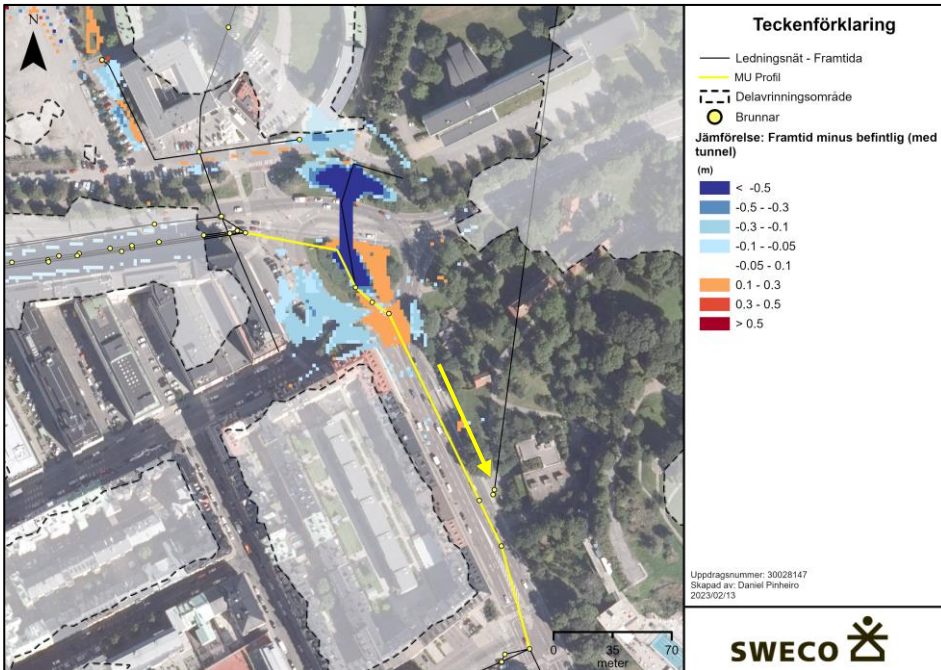 N
Teckenförklaring
Ledningsnät - Framtida
MU Profil
Delavrinningsområde
Brunnar
Jämförelse: Framtid minus befintlig (med
tunnel)
(m)
< -0.5
-0.5 - -0.3
-0.3 - -0.1
-0.1 - -0.05
-0.05 - 0.1
0.1 - 0.3
0.3 - 0.5
> 0.5
Uppdragsnummer: 30028147
Skapad av: Daniel Pinheiro
2023/02/13
0 35 70
meter
SWECO